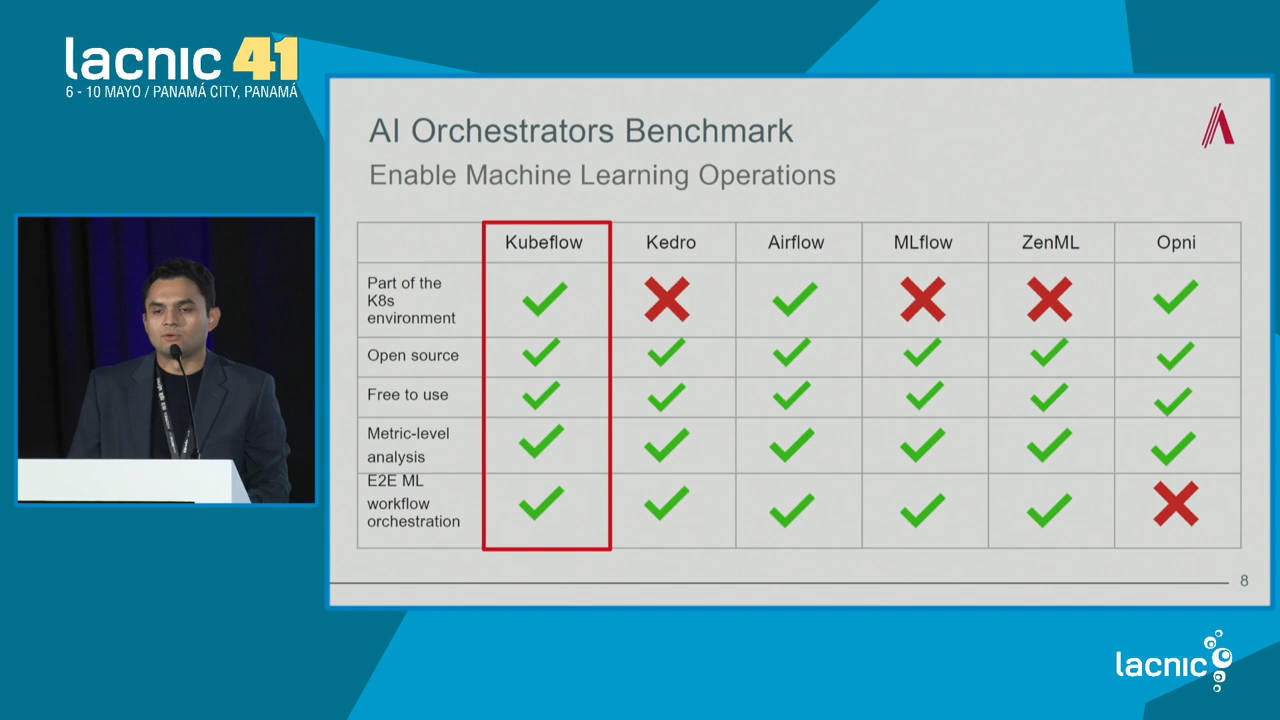 lacnic 41
6 - 10 MAYO / PANAMÁ CITY, PANAMÁ
AI Orchestrators Benchmark
Enable Machine Learning Operations
Kubeflow Kedro Airflow MLflow ZenML Opni
Part of the
K8s
environment
Open source
Free to use
Metric-level
analysis
E2E ML
workflow
orchestration
8
lacnic